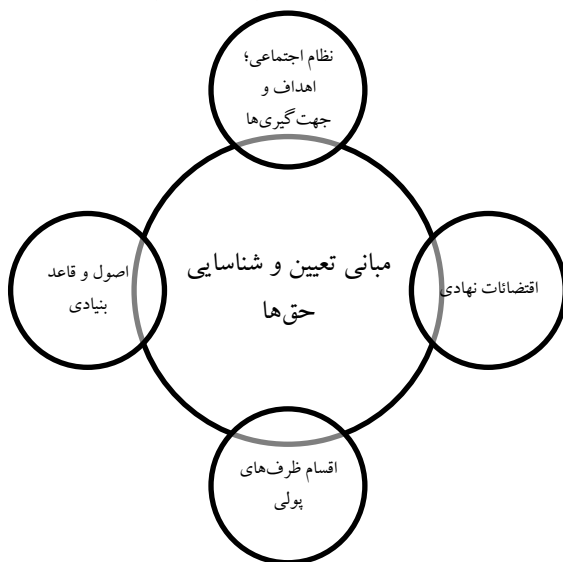 نظام اجتماعی؛
اهداف و
جهت‌گیری‌ها
مبانی تعیین و شناسایی
حق‌ها
اقتضائات نهادی
اصول و قاعد
بنیادی
اقسام ظرف‌های
پولی